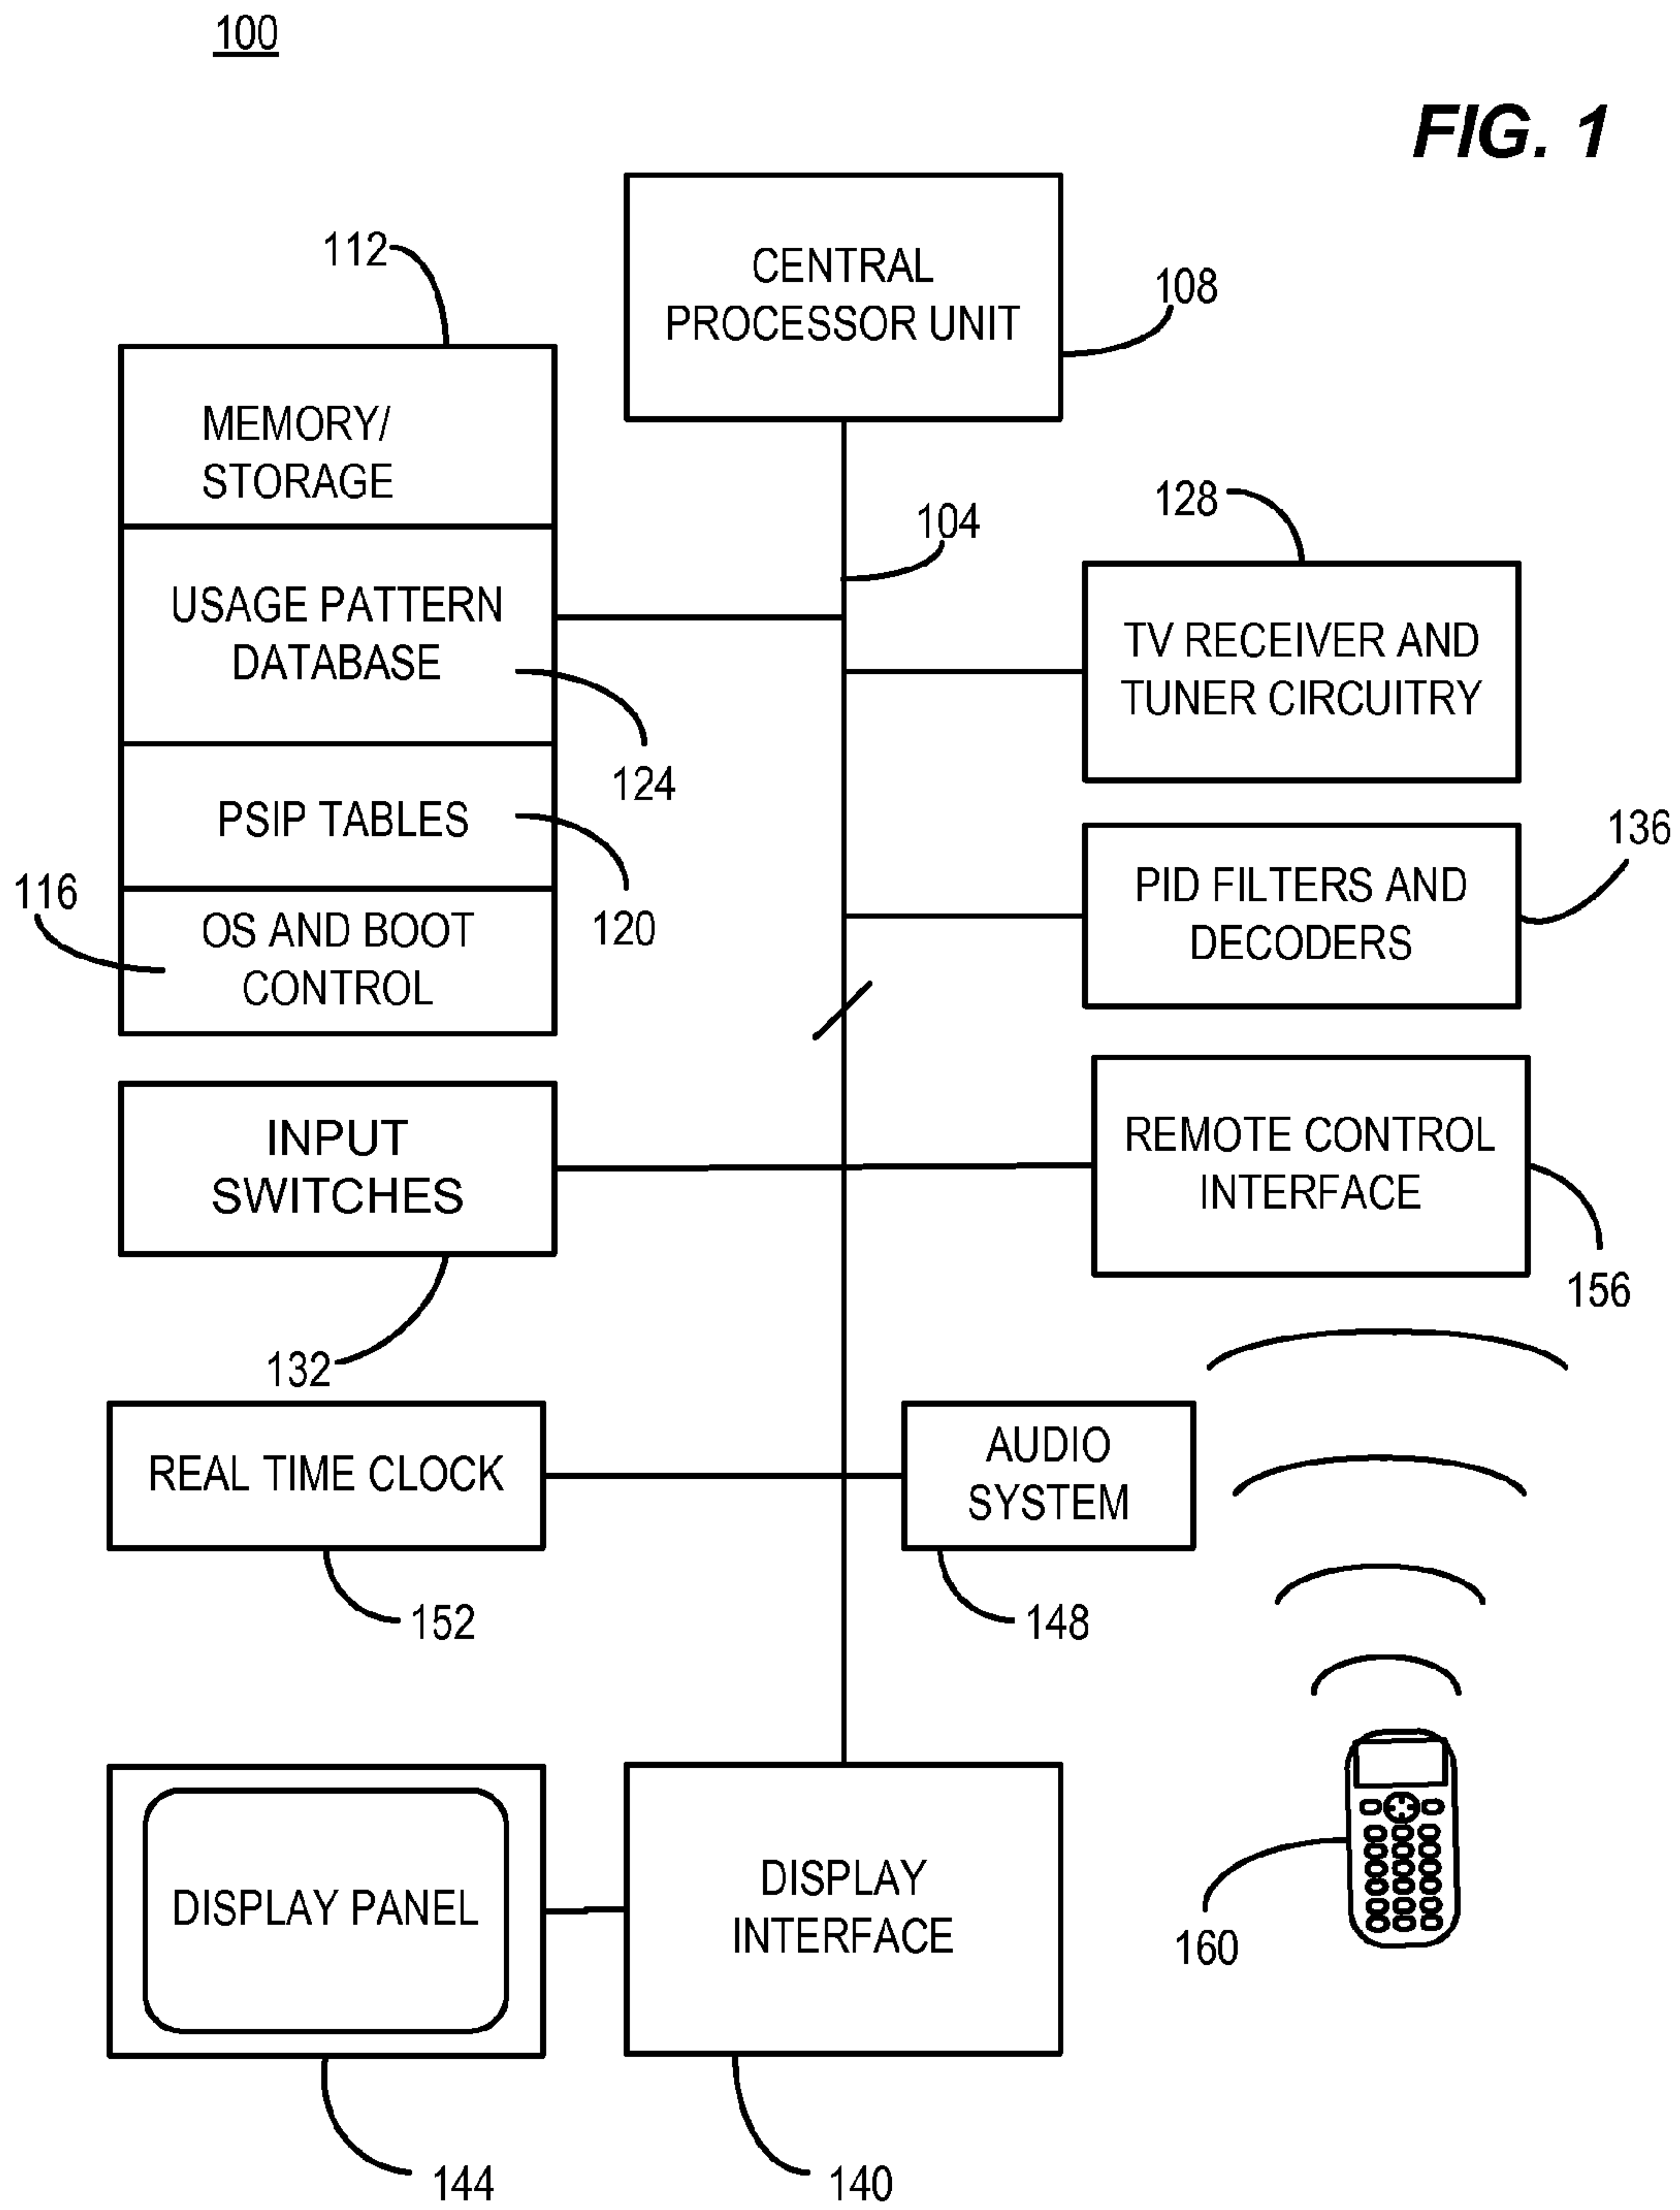 100
FIG. 1
CENTRAL
PROCESSOR UNIT
108
112
MEMORY/
STORAGE
USAGE PATTERN
DATABASE
124
PSIP TABLES
120
116
OS AND BOOT
CONTROL
104
128
TV RECEIVER AND
TUNER CIRCUITRY
136
PID FILTERS AND
DECODERS
INPUT
SWITCHES
132
REMOTE CONTROL
INTERFACE
156
REAL TIME CLOCK
152
AUDIO
SYSTEM
148
DISPLAY PANEL
144
DISPLAY
INTERFACE
140
160